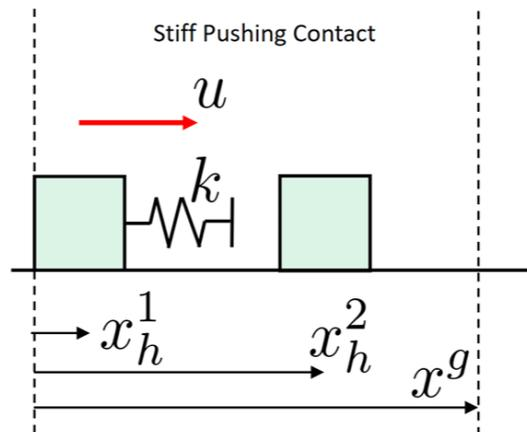 Stiff Pushing Contact
u
k
x_h^1
x_h^2
x^g